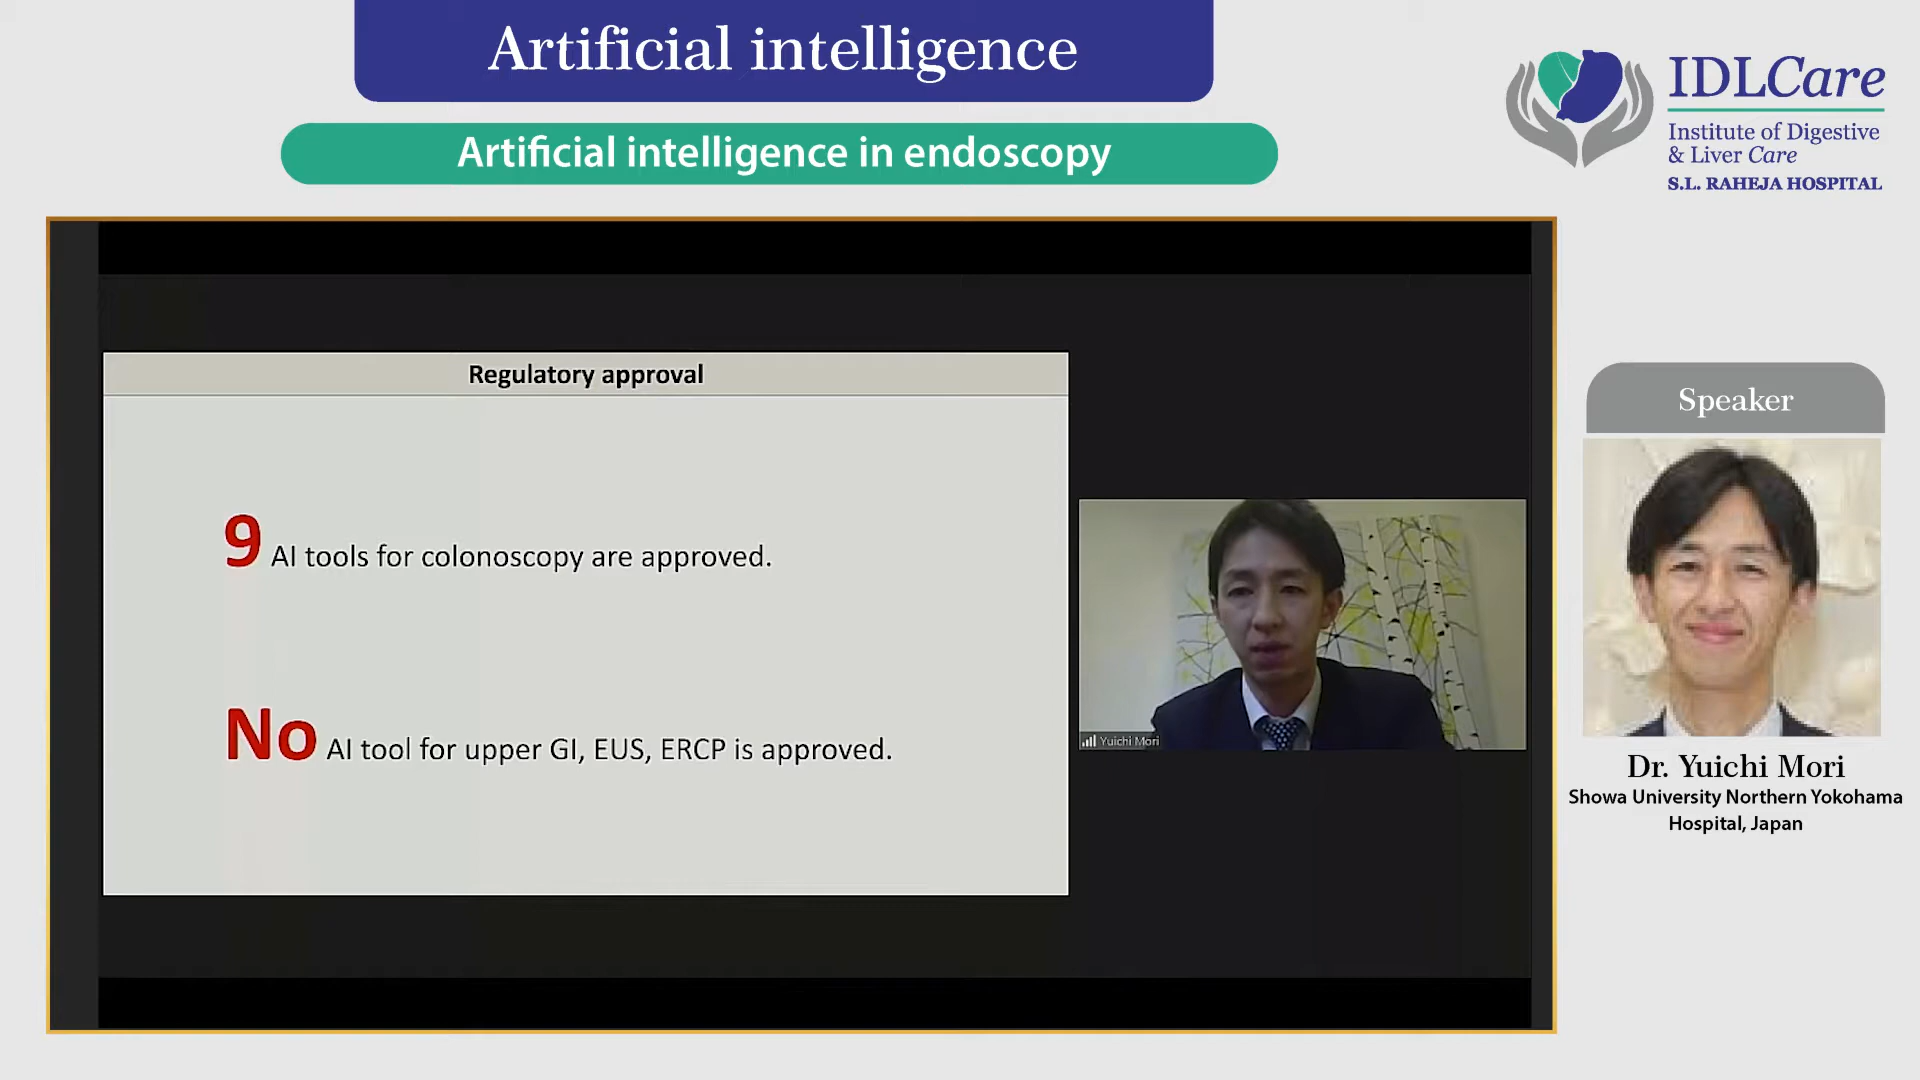 Artificial intelligence
Artificial intelligence in endoscopy
IDLCare
Institute of Digestive
& Liver Care
S.L. RAHEJA HOSPITAL
Regulatory approval
9 AI tools for colonoscopy are approved.
No AI tool for upper GI, EUS, ERCP is approved.
Yuichi Mori
Speaker
Dr. Yuichi Mori
Showa University Northern Yokohama
Hospital, Japan